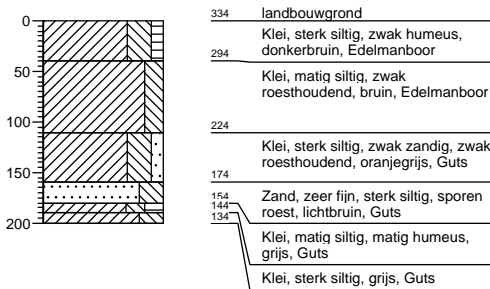 0
50
100
150
200
334 landbouwgrond
Klei, sterk siltig, zwak humeus,
donkerbruin, Edelmanboor
294
Klei, matig siltig, zwak
roesthoudend, bruin, Edelmanboor
224
Klei, sterk siltig, zwak zandig, zwak
roesthoudend, oranjegrijs, Guts
174
Zand, zeer fijn, sterk siltig, sporen
roest, lichtbruin, Guts
154
144
134
Klei, matig siltig, matig humeus,
grijs, Guts
Klei, sterk siltig, grijs, Guts